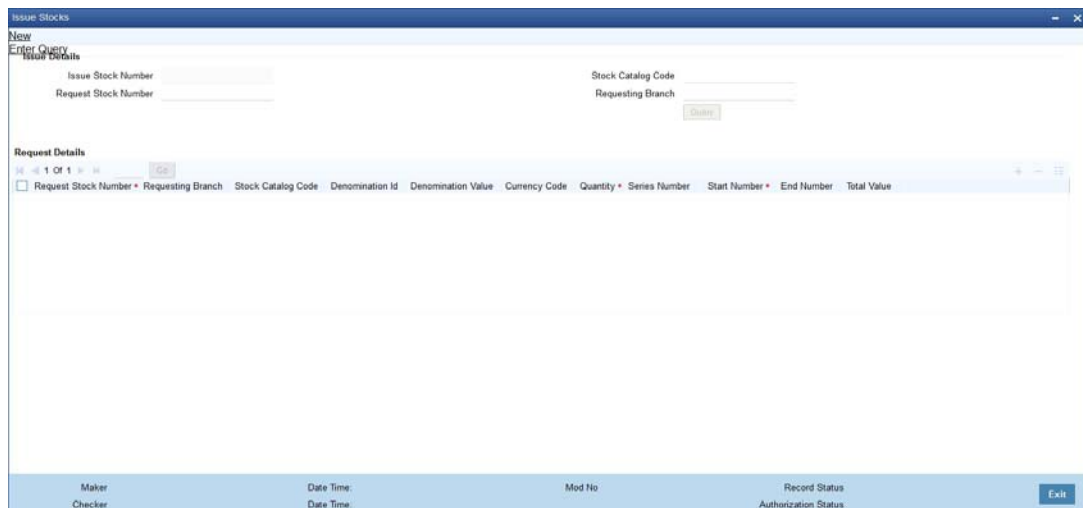 Issue Stocks
New
Enter Query
Issue Details
Issue Stock Number Stock Catalog Code
Request Stock Number Requesting Branch
Query
Request Details
1 Of 1 Go
Request Stock Number * Requesting Branch Stock Catalog Code Denomination Id Denomination Value Currency Code Quantity * Series Number Start Number * End Number Total Value
Maker Date Time: Mod No Record Status
Checker Date Time: Authorization Status
Exit